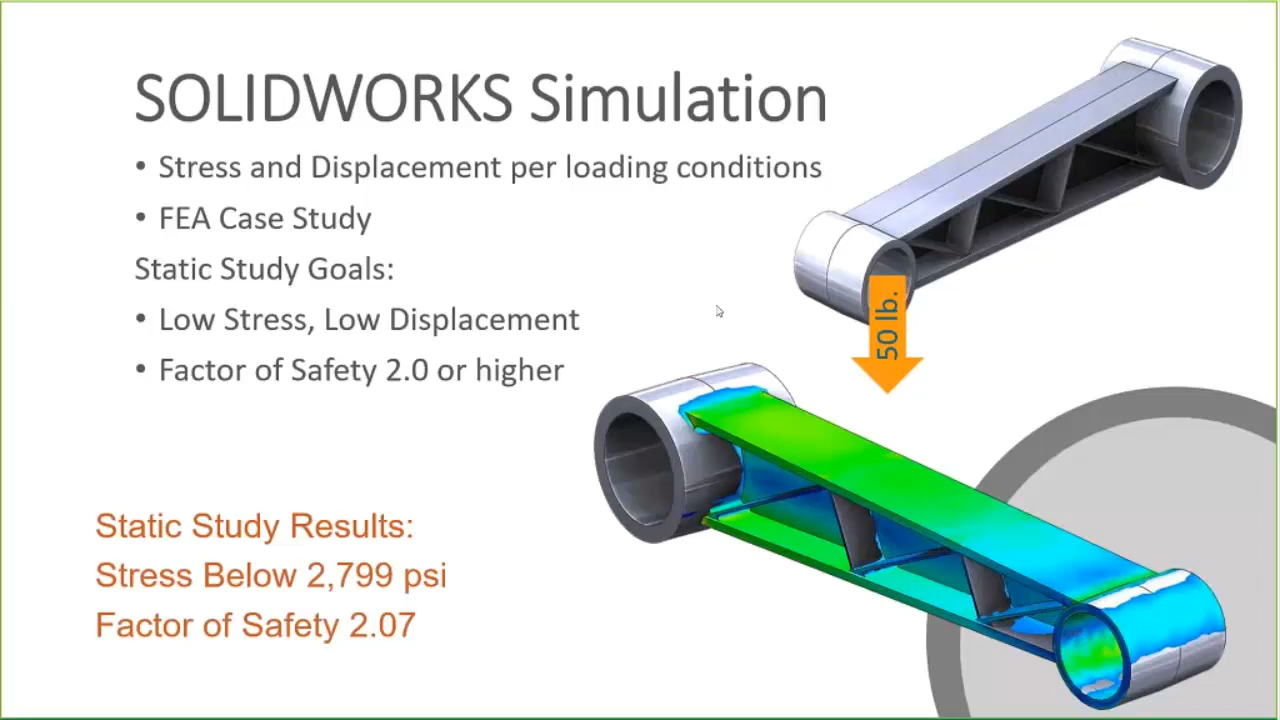 SOLIDWORKS Simulation
• Stress and Displacement per loading conditions
• FEA Case Study
Static Study Goals:
• Low Stress, Low Displacement
• Factor of Safety 2.0 or higher
50 lb.
Static Study Results:
Stress Below 2,799 psi
Factor of Safety 2.07